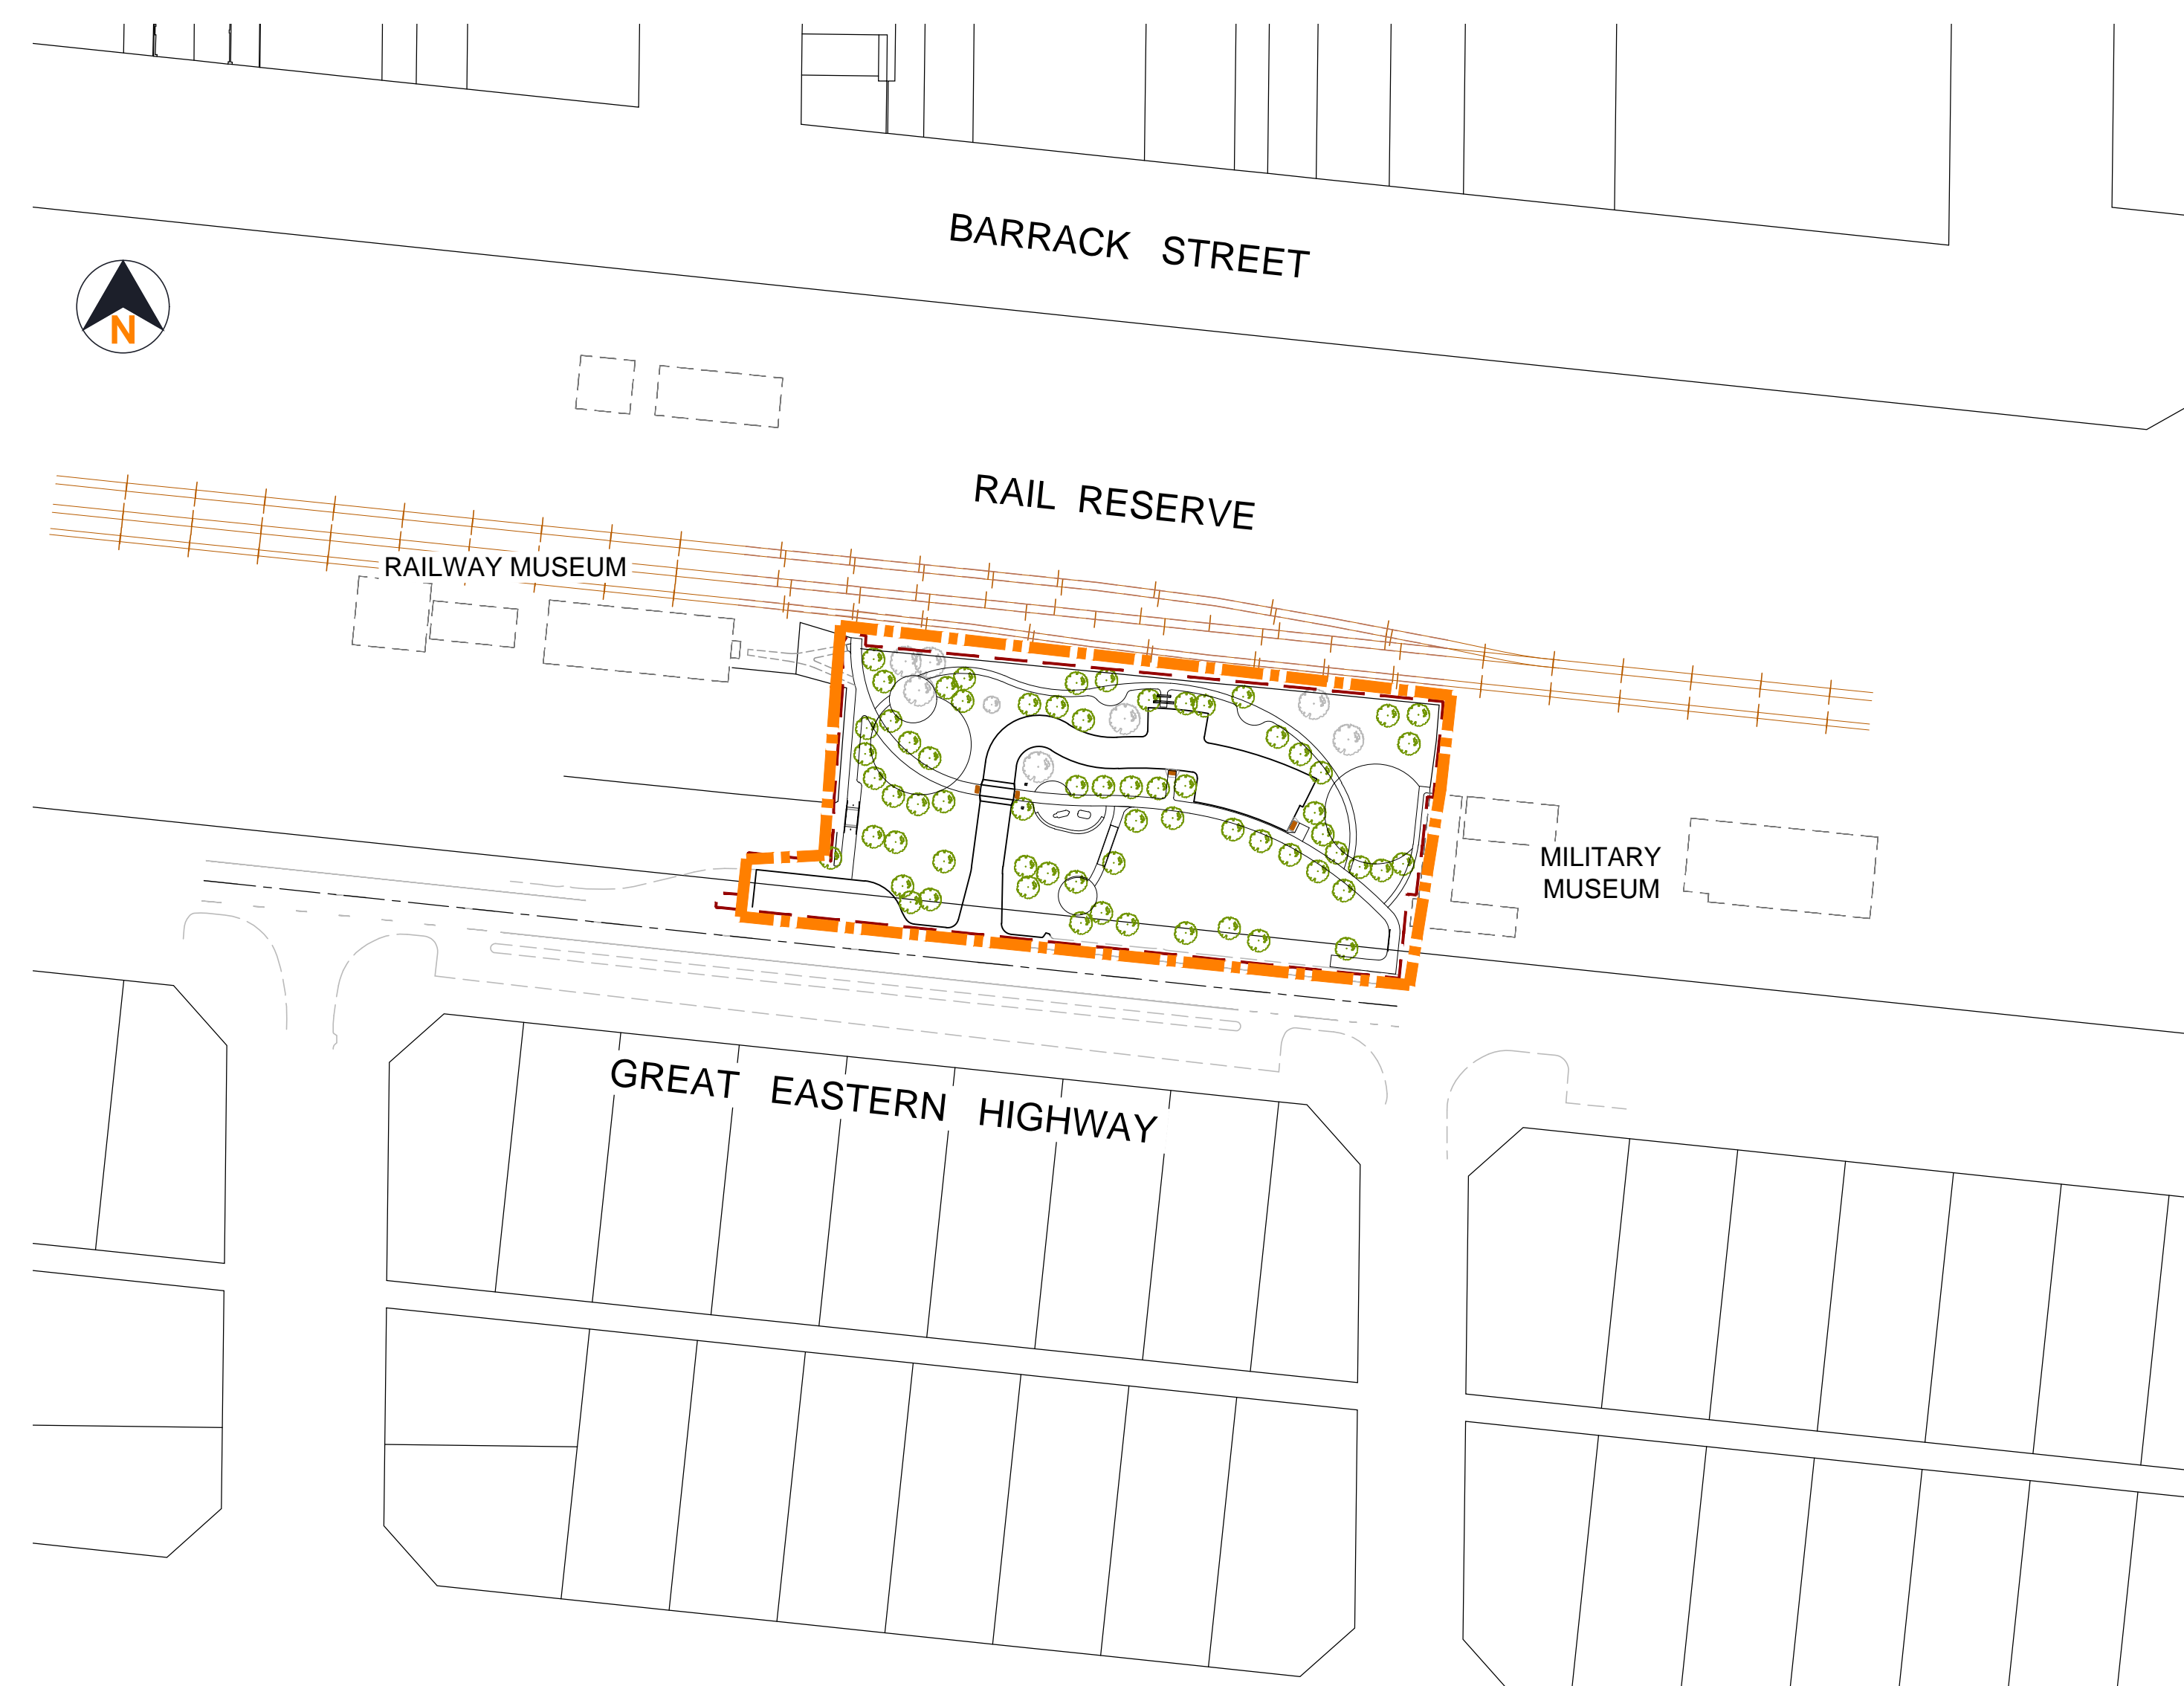 BARRACK STREET
N
RAIL RESERVE
RAILWAY MUSEUM
MILITARY
MUSEUM
GREAT EASTERN HIGHWAY